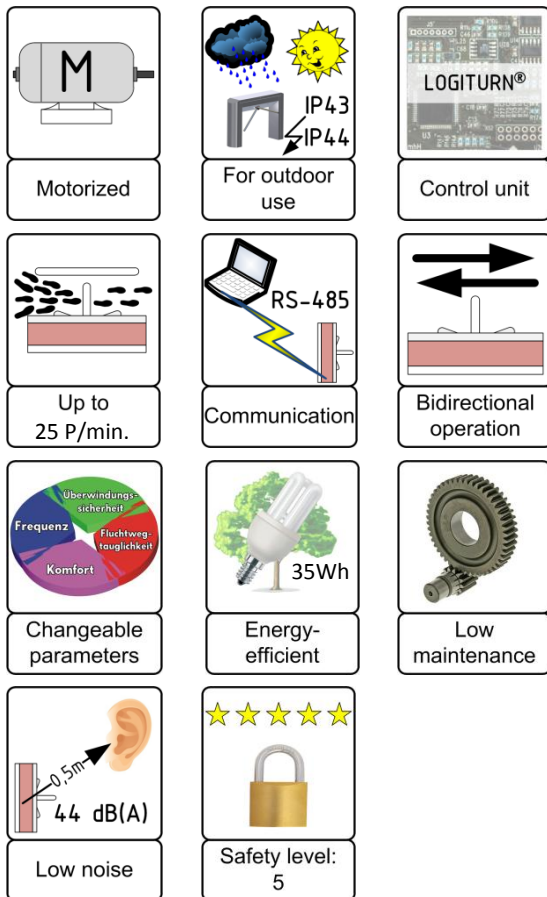 M
Motorized
IP43
IP44
For outdoor
use
LOGITURN®
U3
Control unit
Up to
25 P/min.
RS-485
Communication
Bidirectional
operation
Überwindungs-
sicherheit
Frequenz
Fluchtweg-
tauglichkeit
Komfort
Changeable
parameters
35Wh
Energy-
efficient
Low
maintenance
0,5m
44 dB(A)
Low noise
Safety level:
5